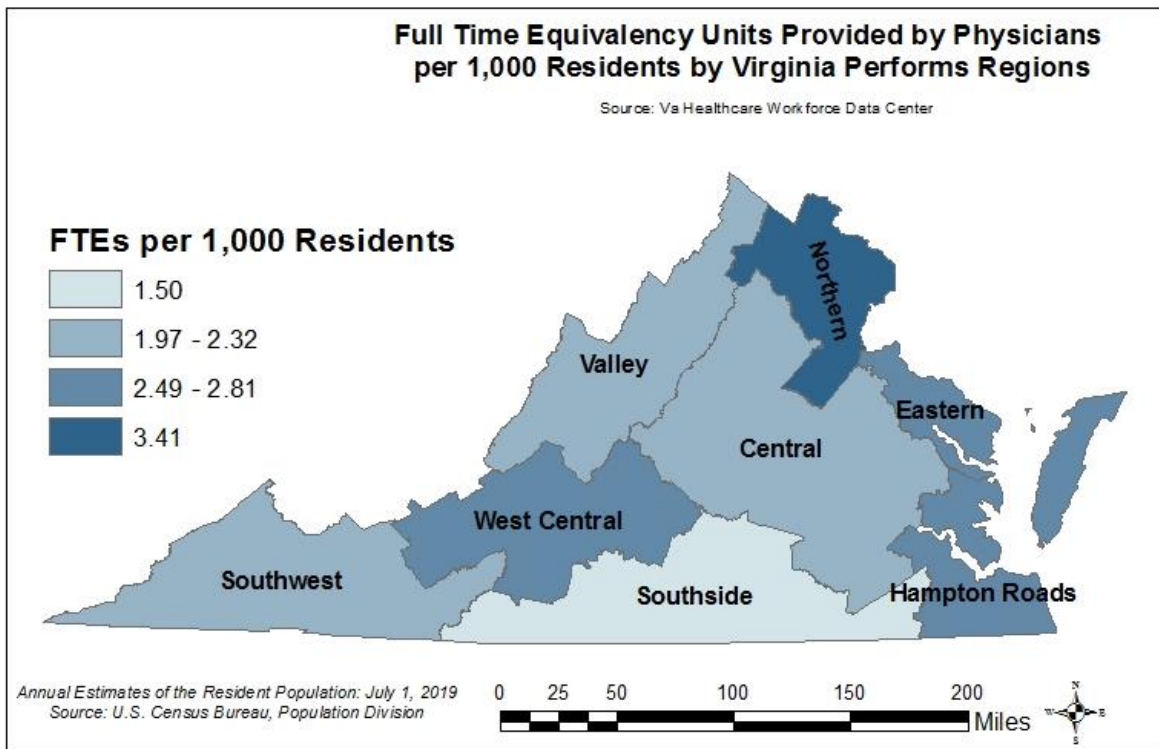 Full Time Equivalency Units Provided by Physicians
per 1,000 Residents by Virginia Performs Regions
Source: Va Healthcare Workforce Data Center
FTEs per 1,000 Residents
1.50
1.97 - 2.32
2.49 - 2.81
3.41
Northern
Valley
Eastern
Central
West Central
Southwest
Southside
Hampton Roads
Annual Estimates of the Resident Population: July 1, 2019
Source: U.S. Census Bureau, Population Division
0 25 50 100 150 200
Miles
N
W E
S